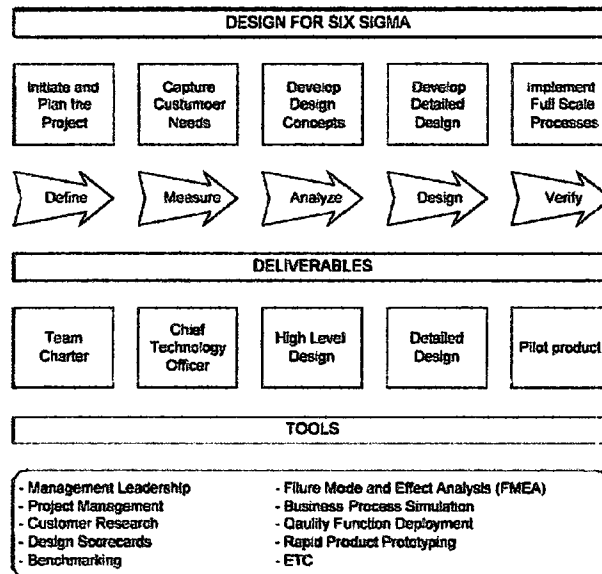 DESIGN FOR SIX SIGMA
Initiate and
Plan the
Project
Capture
Custumoer
Needs
Develop
Design
Concepts
Develop
Detailed
Design
Implement
Full Scale
Processes
Define
Measure
Analyze
Design
Verify
DELIVERABLES
Team
Charter
Chief
Technology
Officer
High Level
Design
Detailed
Design
Pilot product
TOOLS
- Management Leadership
- Project Management
- Customer Research
- Design Scorecards
- Benchmarking
- Filure Mode and Effect Analysis (FMEA)
- Business Process Simulation
- Qaulity Function Deployment
- Rapid Product Prototyping
- ETC